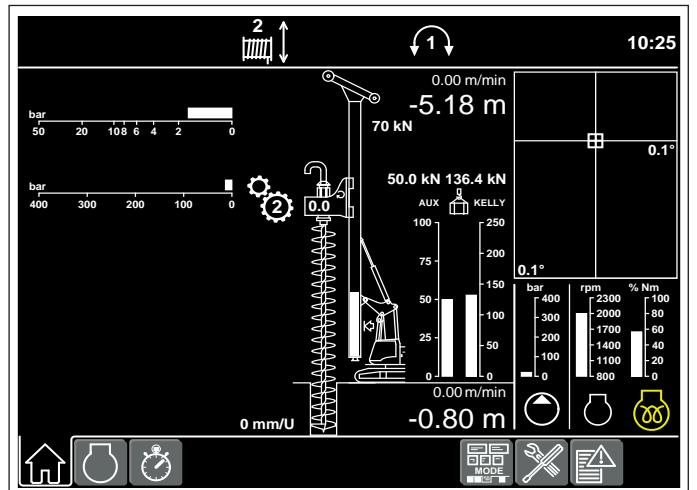 2
1
10:25
0.00 m/min
-5.18 m
70 kN
bar
50 20 10 8 6 4 2 0
0.1°
bar
400 300 200 100 0
2
0.0
50.0 kN 136.4 kN
AUX KELLY
100 250
75 200
50 150
100
25 50
0 0
0.1°
bar rpm % Nm
400 2300 100
300 2000 80
200 1700 60
1400 40
100 1100 20
0 800 0
0.00 m/min
-0.80 m
0 mm/U
MODE